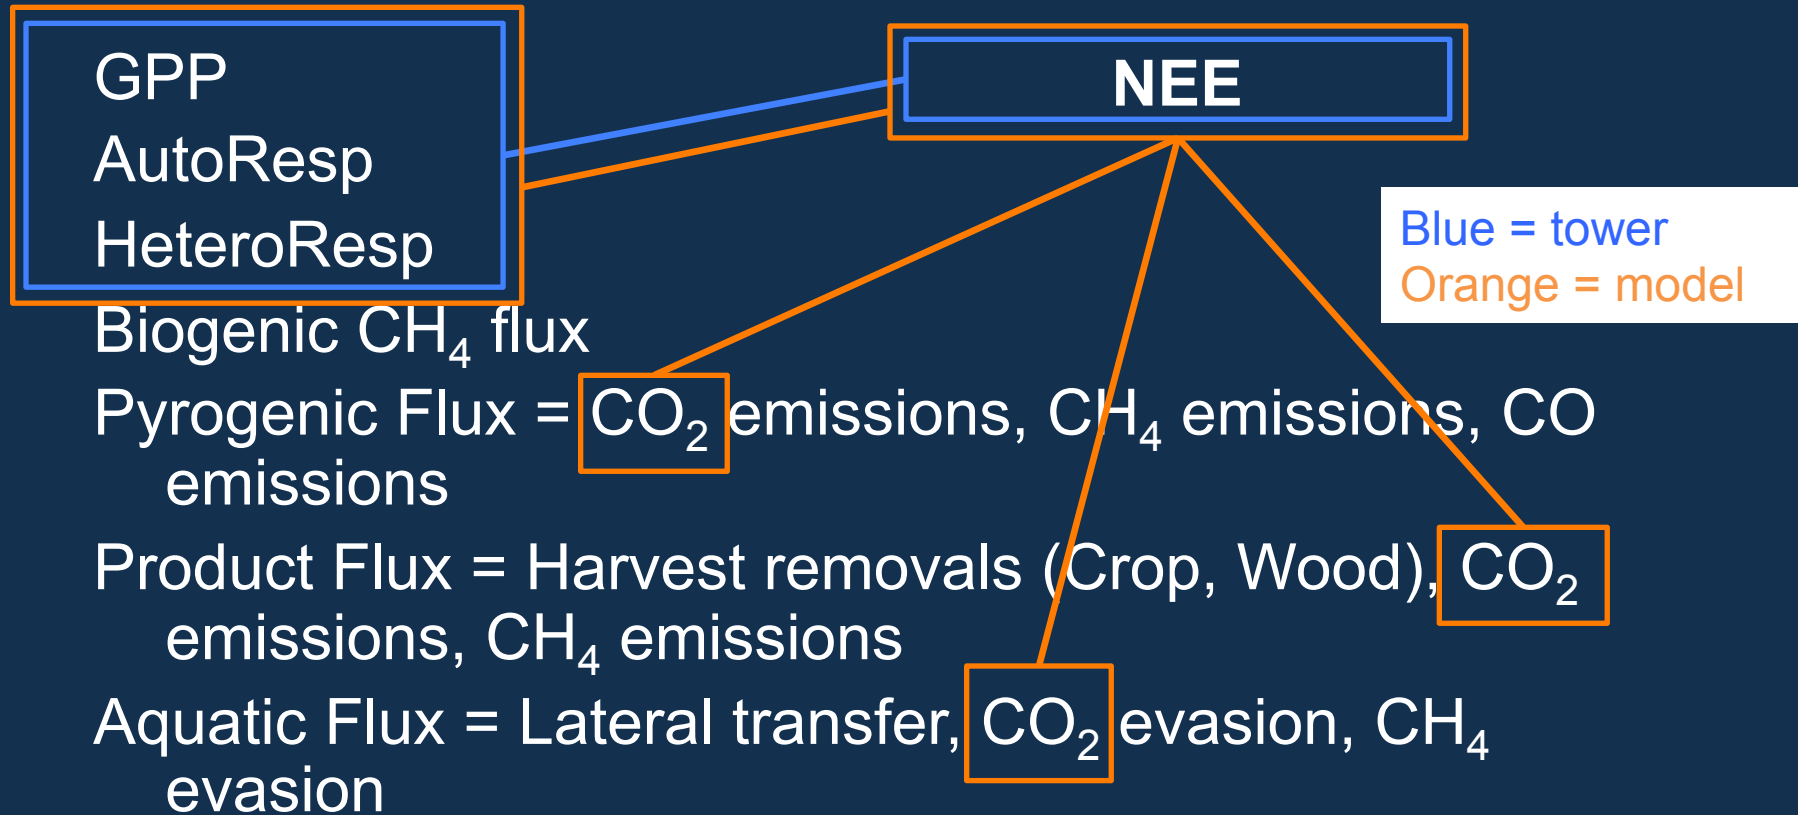 GPP
NEE
AutoResp
HeteroResp
Blue = tower
Orange = model
Biogenic CH₄ flux
Pyrogenic Flux = CO₂ emissions, CH₄ emissions, CO
emissions
Product Flux = Harvest removals (Crop, Wood), CO₂
emissions, CH₄ emissions
Aquatic Flux = Lateral transfer, CO₂ evasion, CH₄
evasion